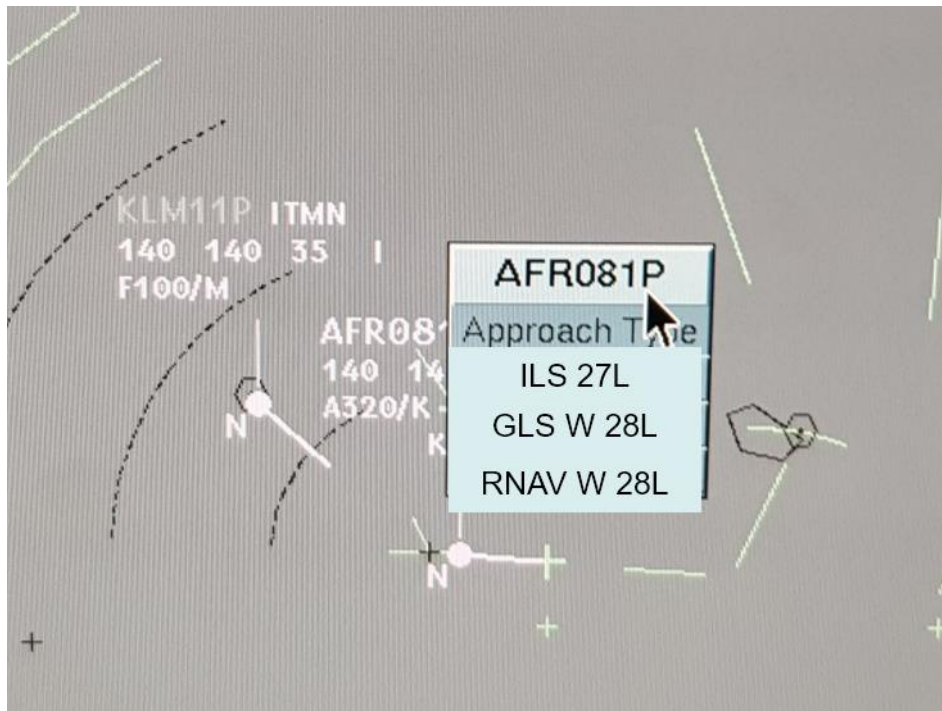 KLM11P ITMN
140 140 35 I
F100/M
N
AFR081P
Approach Type
ILS 27L
GLS W 28L
RNAV W 28L
AFR08
140 14
A320/K
K
N